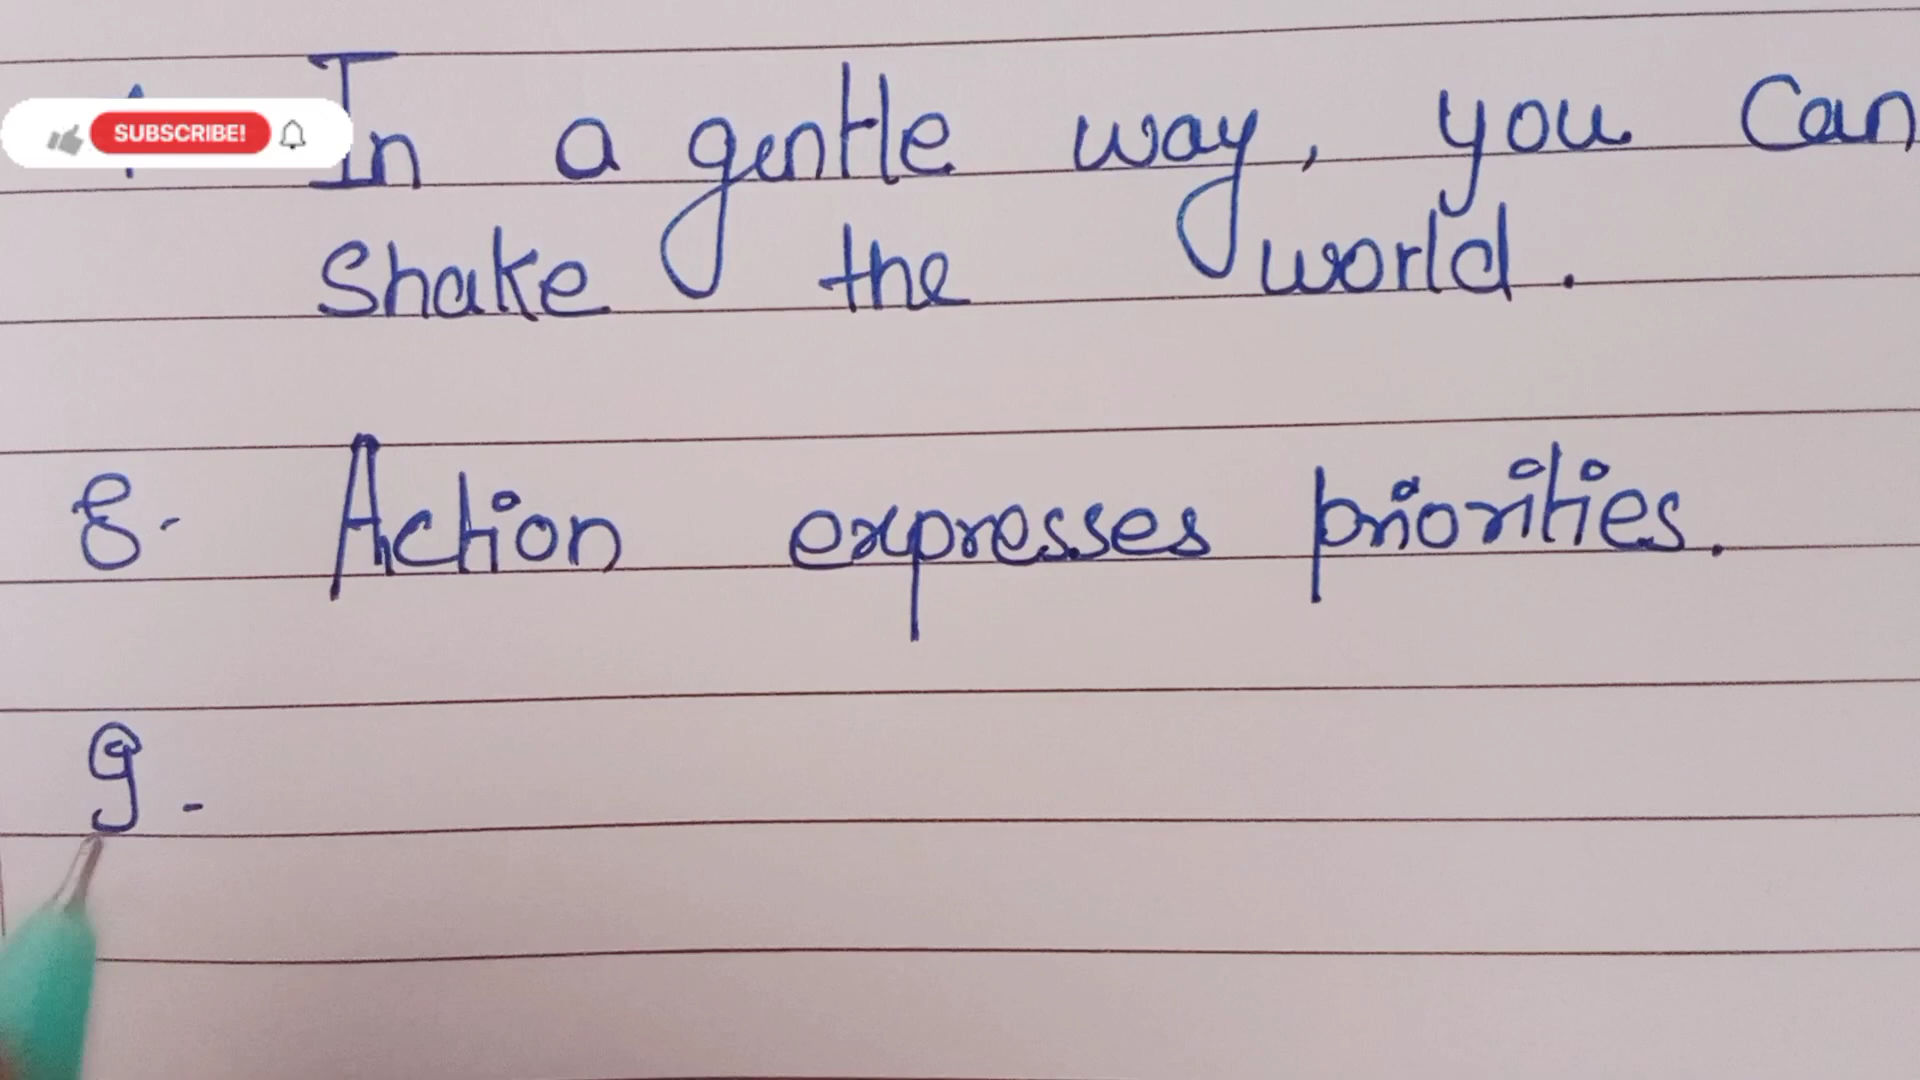 SUBSCRIBE!
In a gentle way, you can
shake the world.
8. Action expresses priorities.
9.